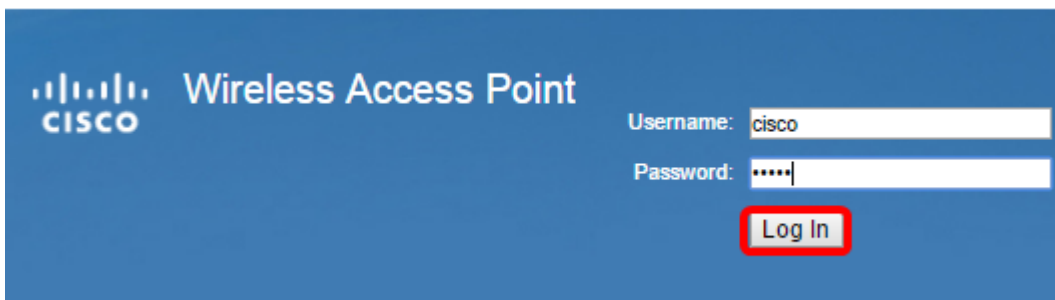 Wireless Access Point
CISCO
Username: cisco
Password: •••••
Log In